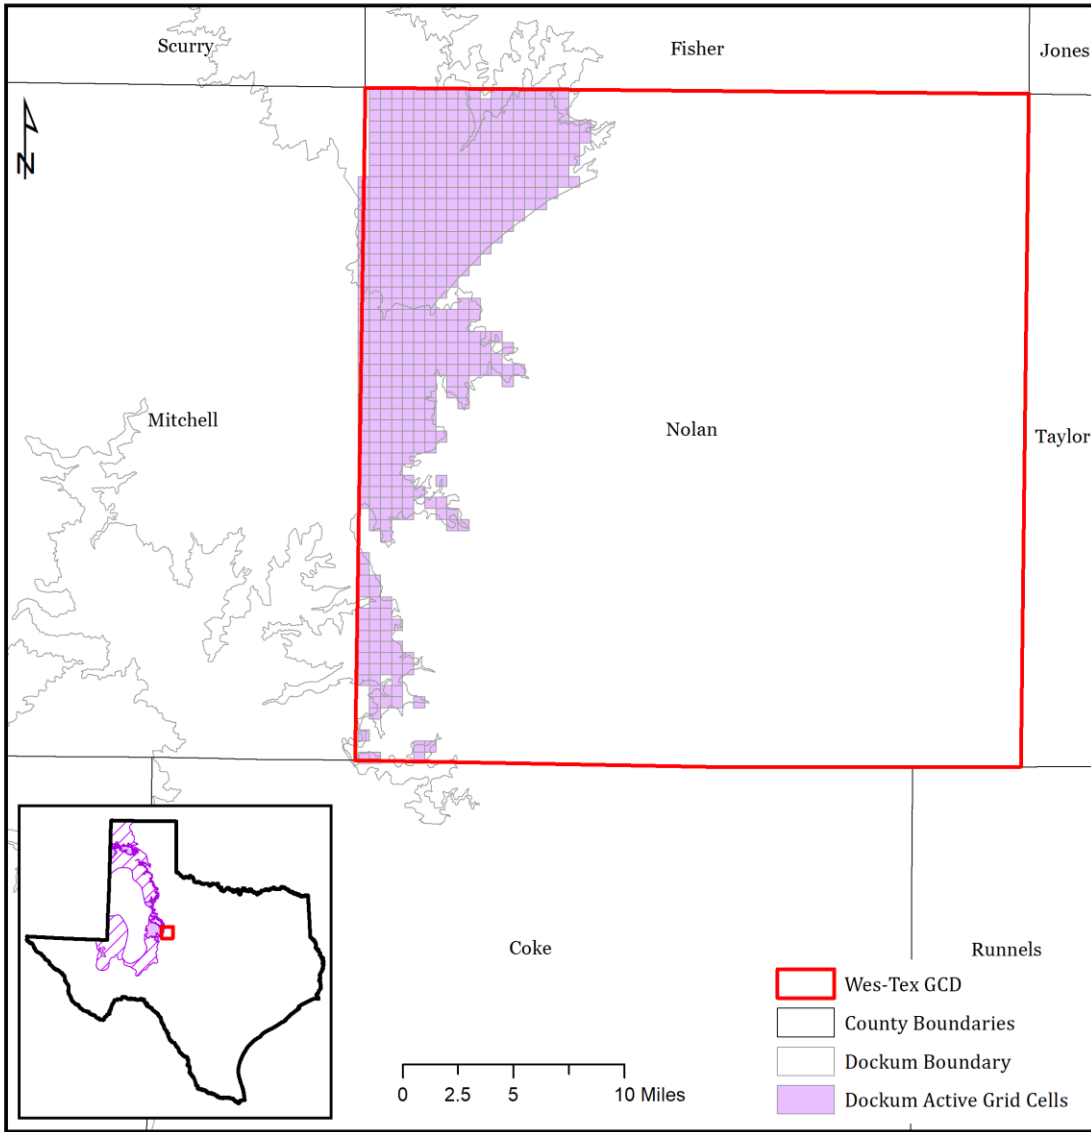 Scurry
Fisher
Jones
N
Mitchell
Nolan
Taylor
Coke
Runnels
Wes-Tex GCD
County Boundaries
Dockum Boundary
Dockum Active Grid Cells
0 2.5 5 10 Miles